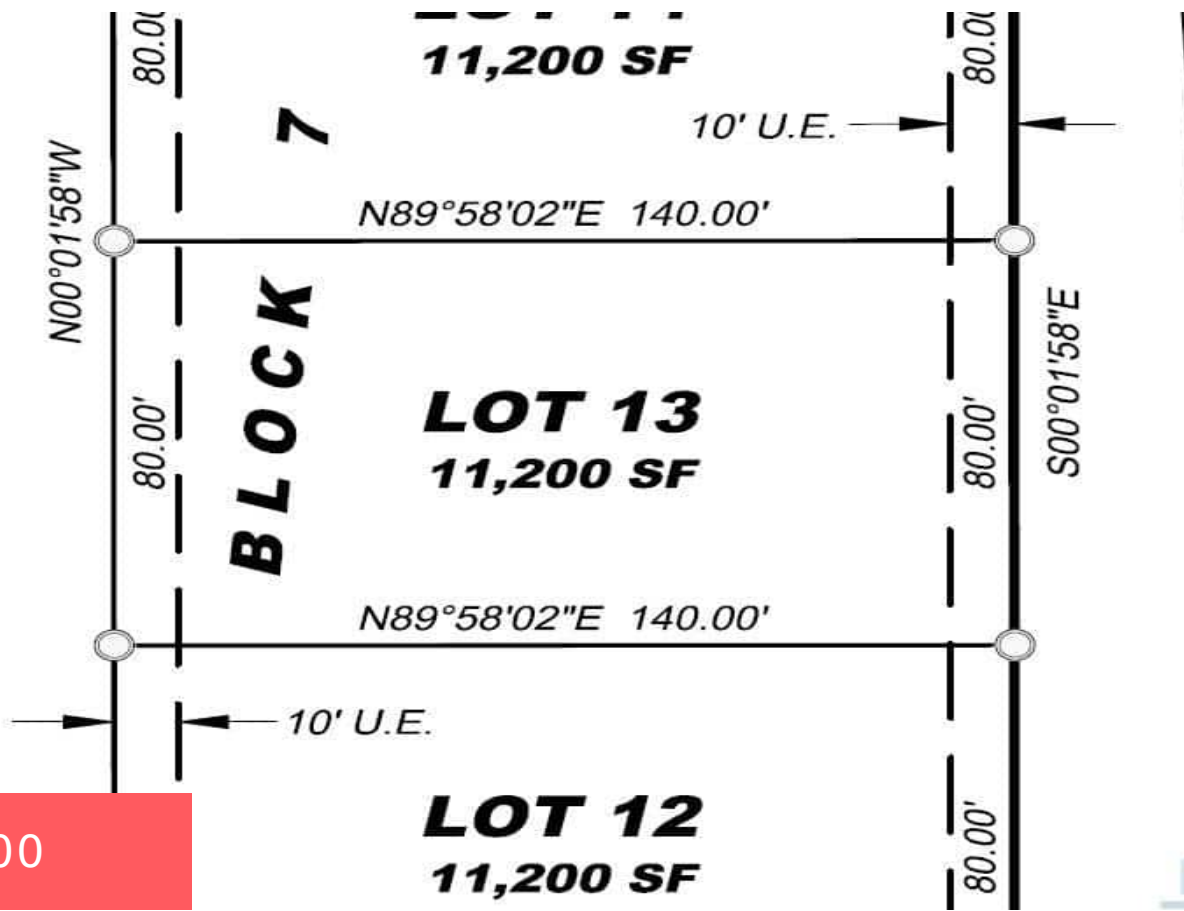 80.00
11,200 SF
80.00
10' U.E.
N00°01'58"W
N89°58'02"E 140.00'
BLOCK 7
80.00'
LOT 13
11,200 SF
80.00'
S00°01'58"E
N89°58'02"E 140.00'
10' U.E.
LOT 12
11,200 SF
80.00'
00